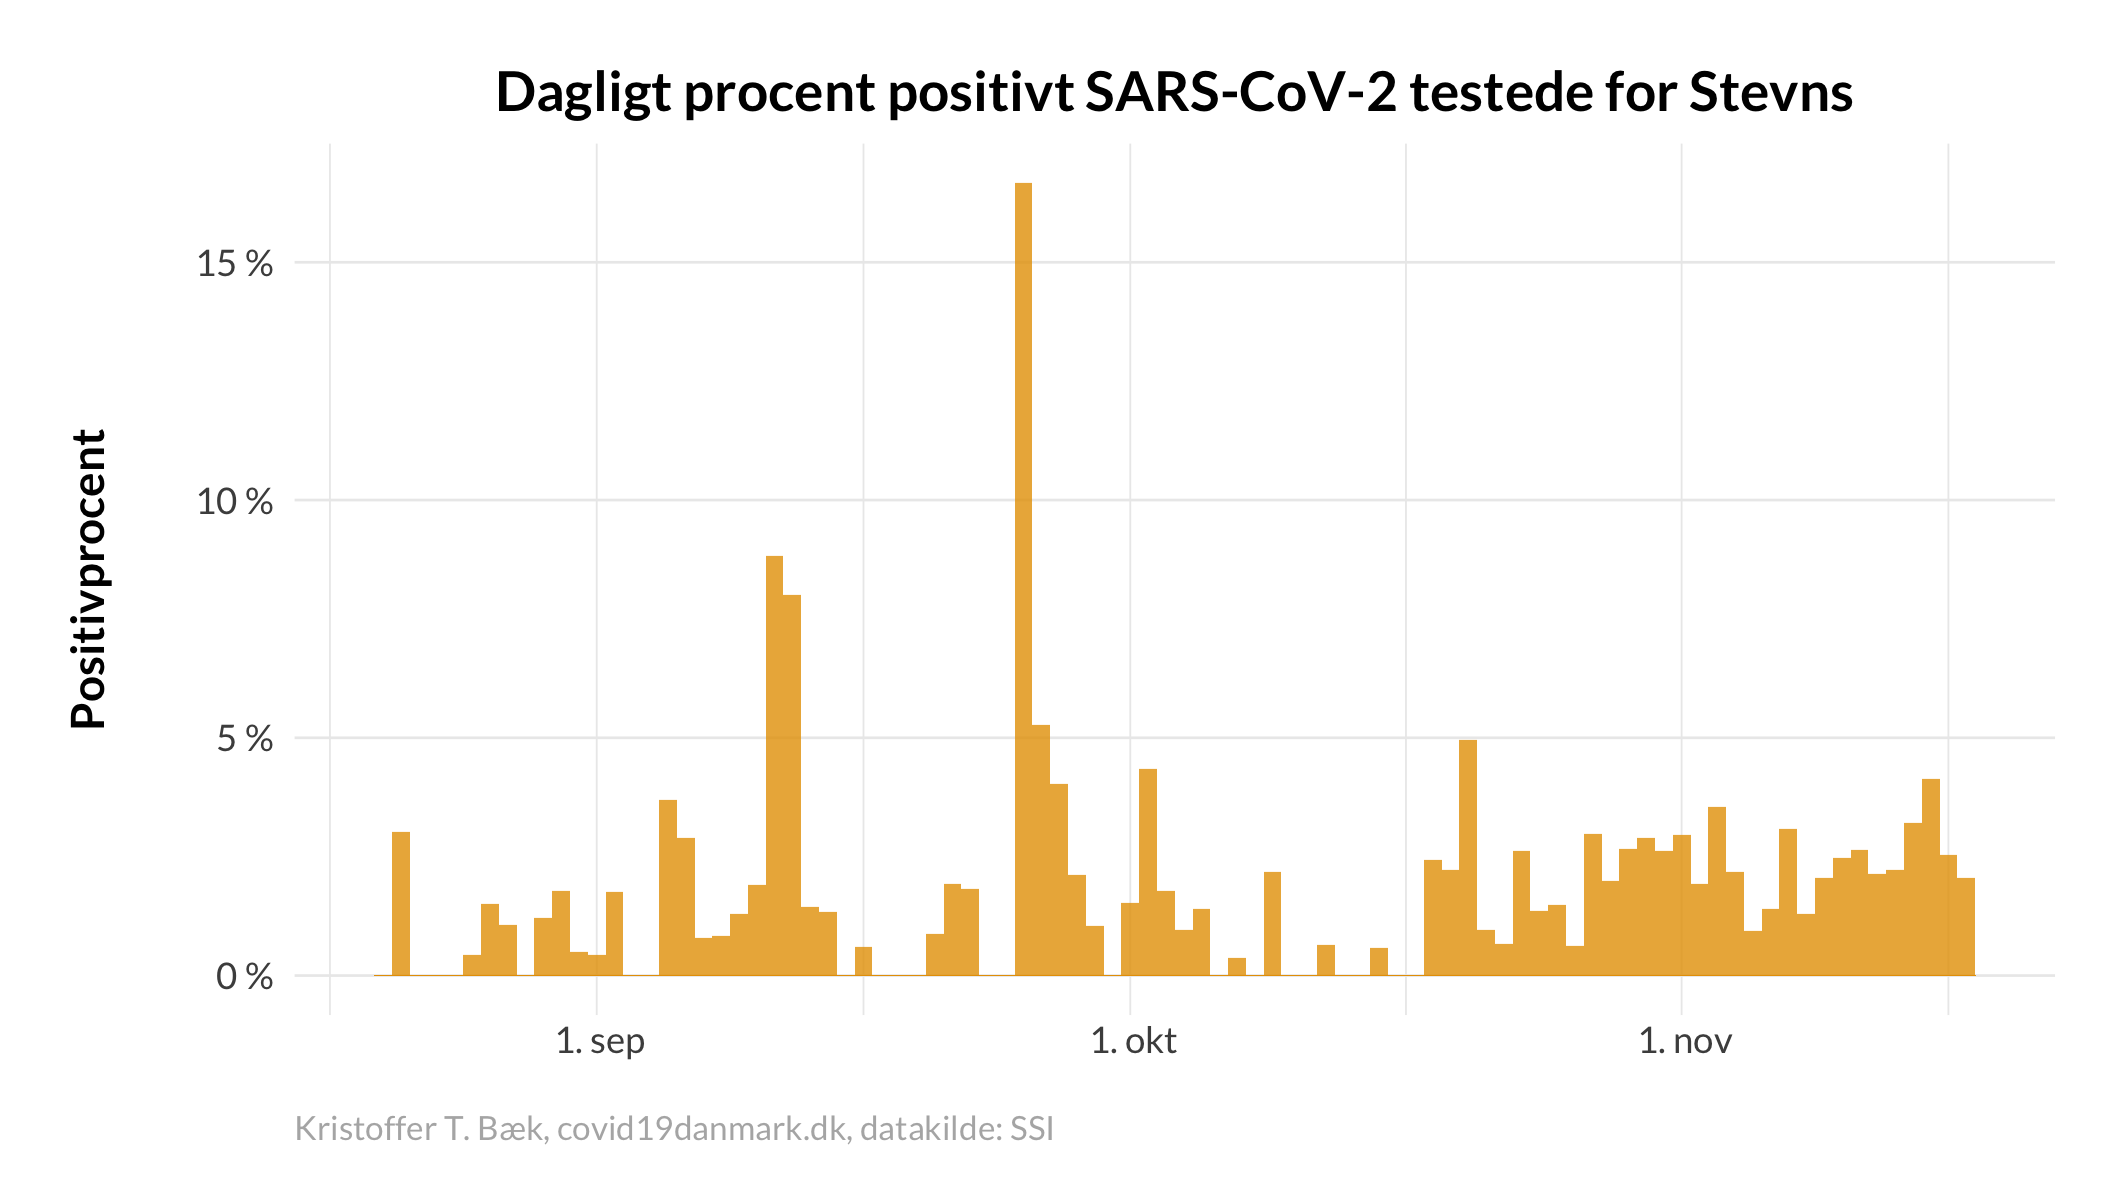 Dagligt procent positivt SARS-CoV-2 testede for Stevns
Positivprocent
15 %
10 %
5 %
0 %
1. sep
1. okt
1. nov
Kristoffer T. Bæk, covid19danmark.dk, datakilde: SSI